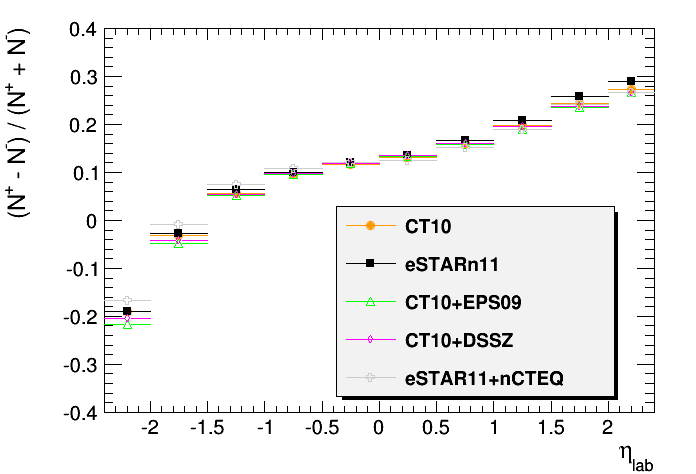 (N⁺ - N⁻) / (N⁺ + N⁻)
0.4
0.3
0.2
0.1
0
-0.1
-0.2
-0.3
-0.4
CT10
eSTARn11
CT10+EPS09
CT10+DSSZ
eSTAR11+nCTEQ
-2 -1.5 -1 -0.5 0 0.5 1 1.5 2
η_lab